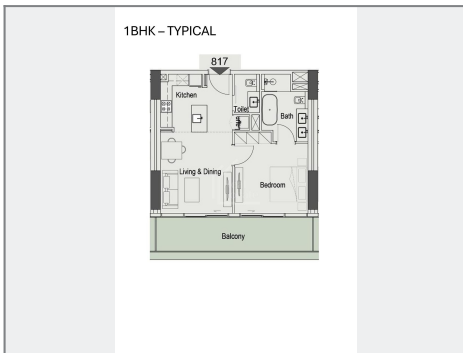 1BHK – TYPICAL
817
Kitchen
Toilet
Bath
Living & Dining
Bedroom
Balcony